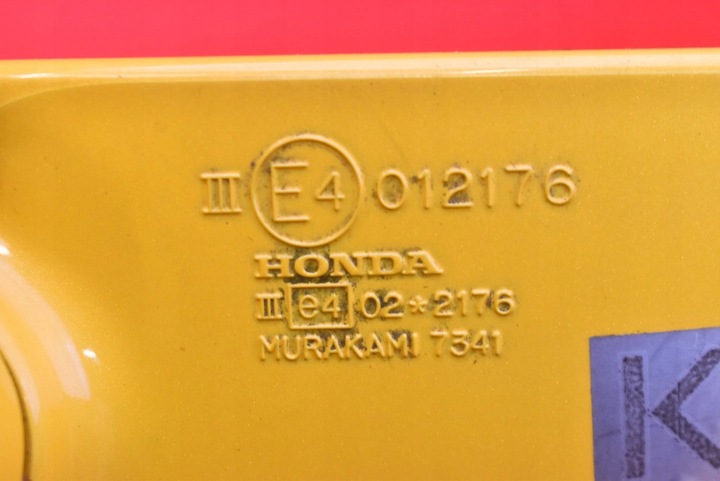 III E4 012176
HONDA
III e4 02*2176
MURAKAMI 7341
K